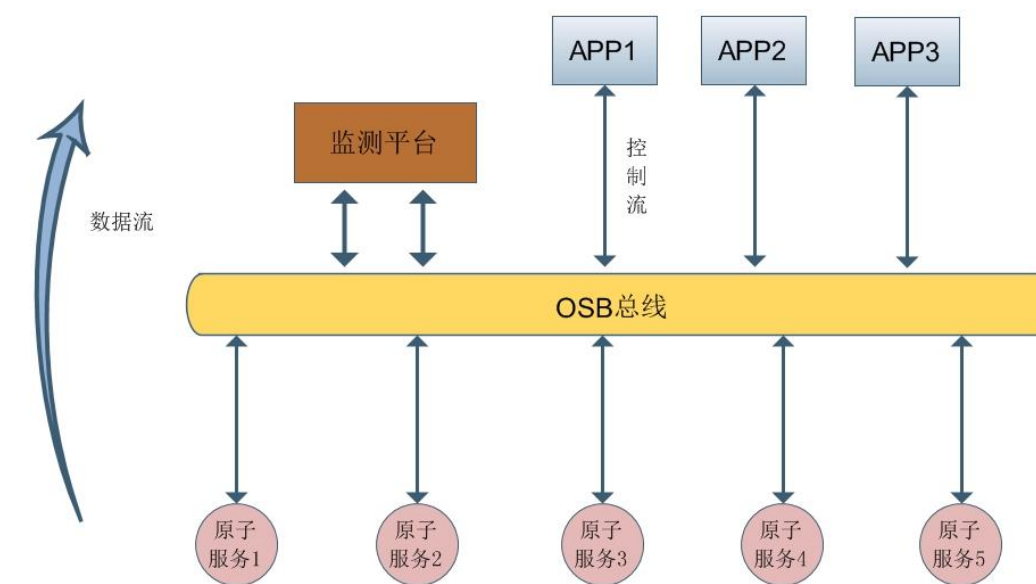 APP1
APP2
APP3
监测平台
控
制
流
数据流
OSB总线
原子
服务1
原子
服务2
原子
服务3
原子
服务4
原子
服务5